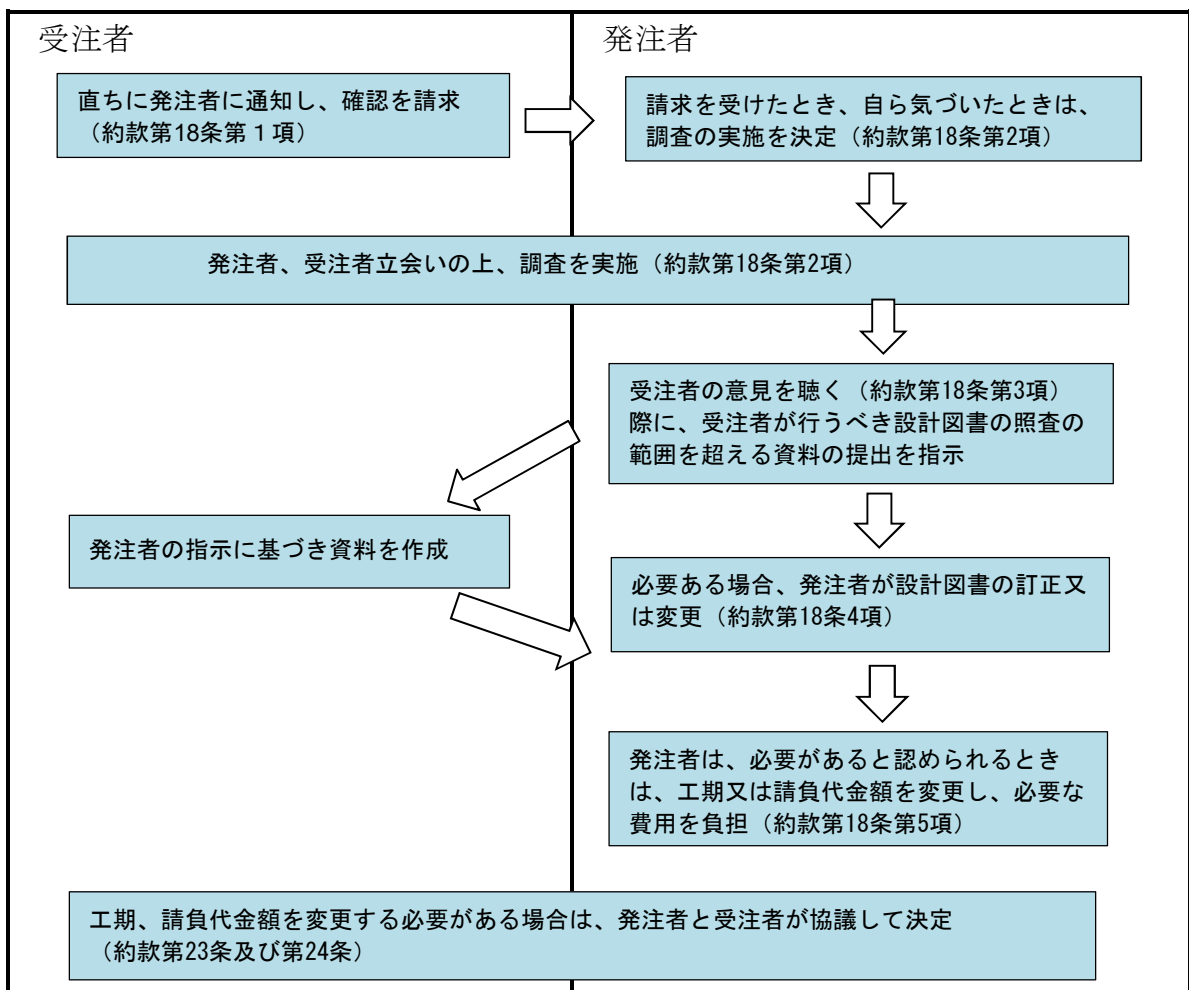 受注者
発注者
直ちに発注者に通知し、確認を請求
（約款第18条第１項）
請求を受けたとき、自ら気づいたときは、
調査の実施を決定（約款第18条第2項）
発注者、受注者立会いの上、調査を実施（約款第18条第2項）
受注者の意見を聴く（約款第18条第3項）
際に、受注者が行うべき設計図書の照査の
範囲を超える資料の提出を指示
発注者の指示に基づき資料を作成
必要ある場合、発注者が設計図書の訂正又
は変更（約款第18条4項）
発注者は、必要があると認められるとき
は、工期又は請負代金額を変更し、必要な
費用を負担（約款第18条第5項）
工期、請負代金額を変更する必要がある場合は、発注者と受注者が協議して決定
（約款第23条及び第24条）